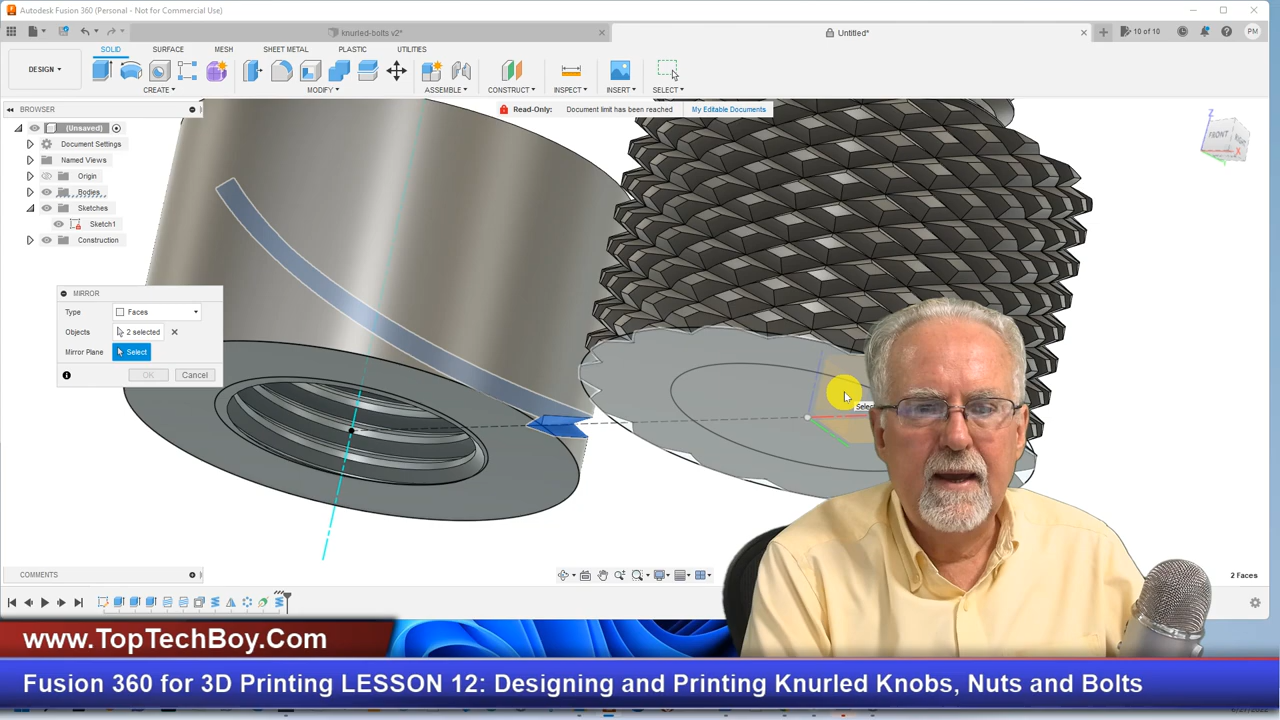 Autodesk Fusion 360 (Personal - Not for Commercial Use)
knurled-bolts v2*
Untitled*
10 of 10
PM
SOLID SURFACE MESH SHEET METAL PLASTIC UTILITIES
DESIGN
CREATE MODIFY ASSEMBLE CONSTRUCT INSPECT INSERT SELECT
BROWSER
Read-Only: Document limit has been reached My Editable Documents
(Unsaved)
Document Settings
Named Views
Origin
Bodies
Sketches
Sketch1
Construction
Z
FRONT
X
MIRROR
Type Faces
Objects 2 selected
Mirror Plane Select
OK Cancel
Selec
COMMENTS
2 Faces
www.TopTechBoy.Com
Fusion 360 for 3D Printing LESSON 12: Designing and Printing Knurled Knobs, Nuts and Bolts